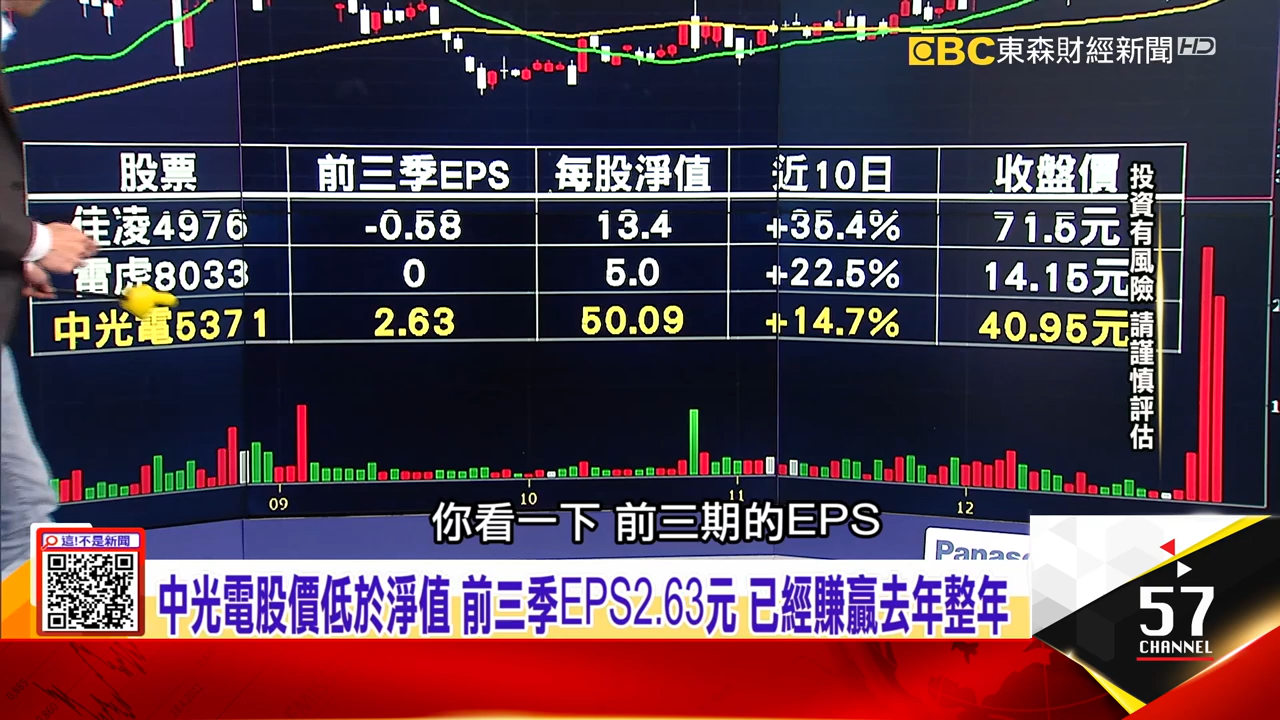 EBC 東森財經新聞 HD
股票 前三季EPS 每股淨值 近10日 收盤價
佳凌4976 -0.58 13.4 +35.4% 71.5元
雷虎8033 0 5.0 +22.5% 14.15元
中光電5371 2.63 50.09 +14.7% 40.95元
投資有風險 請謹慎評估
09 10 11 12
你看一下 前三期的EPS
這!不是新聞
中光電股價低於淨值 前三季EPS2.63元 已經賺贏去年整年
57
CHANNEL